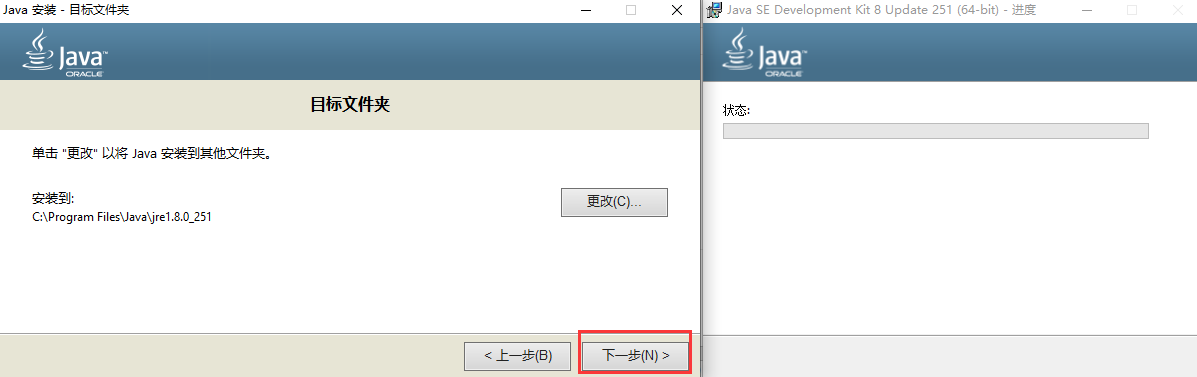 Java 安装 - 目标文件夹
Java™
ORACLE
目标文件夹
单击 "更改" 以将 Java 安装到其他文件夹。
安装到:
C:\Program Files\Java\jre1.8.0_251
更改(C)...
< 上一步(B)
下一步(N) >
Java SE Development Kit 8 Update 251 (64-bit) - 进度
Java™
ORACLE
状态: